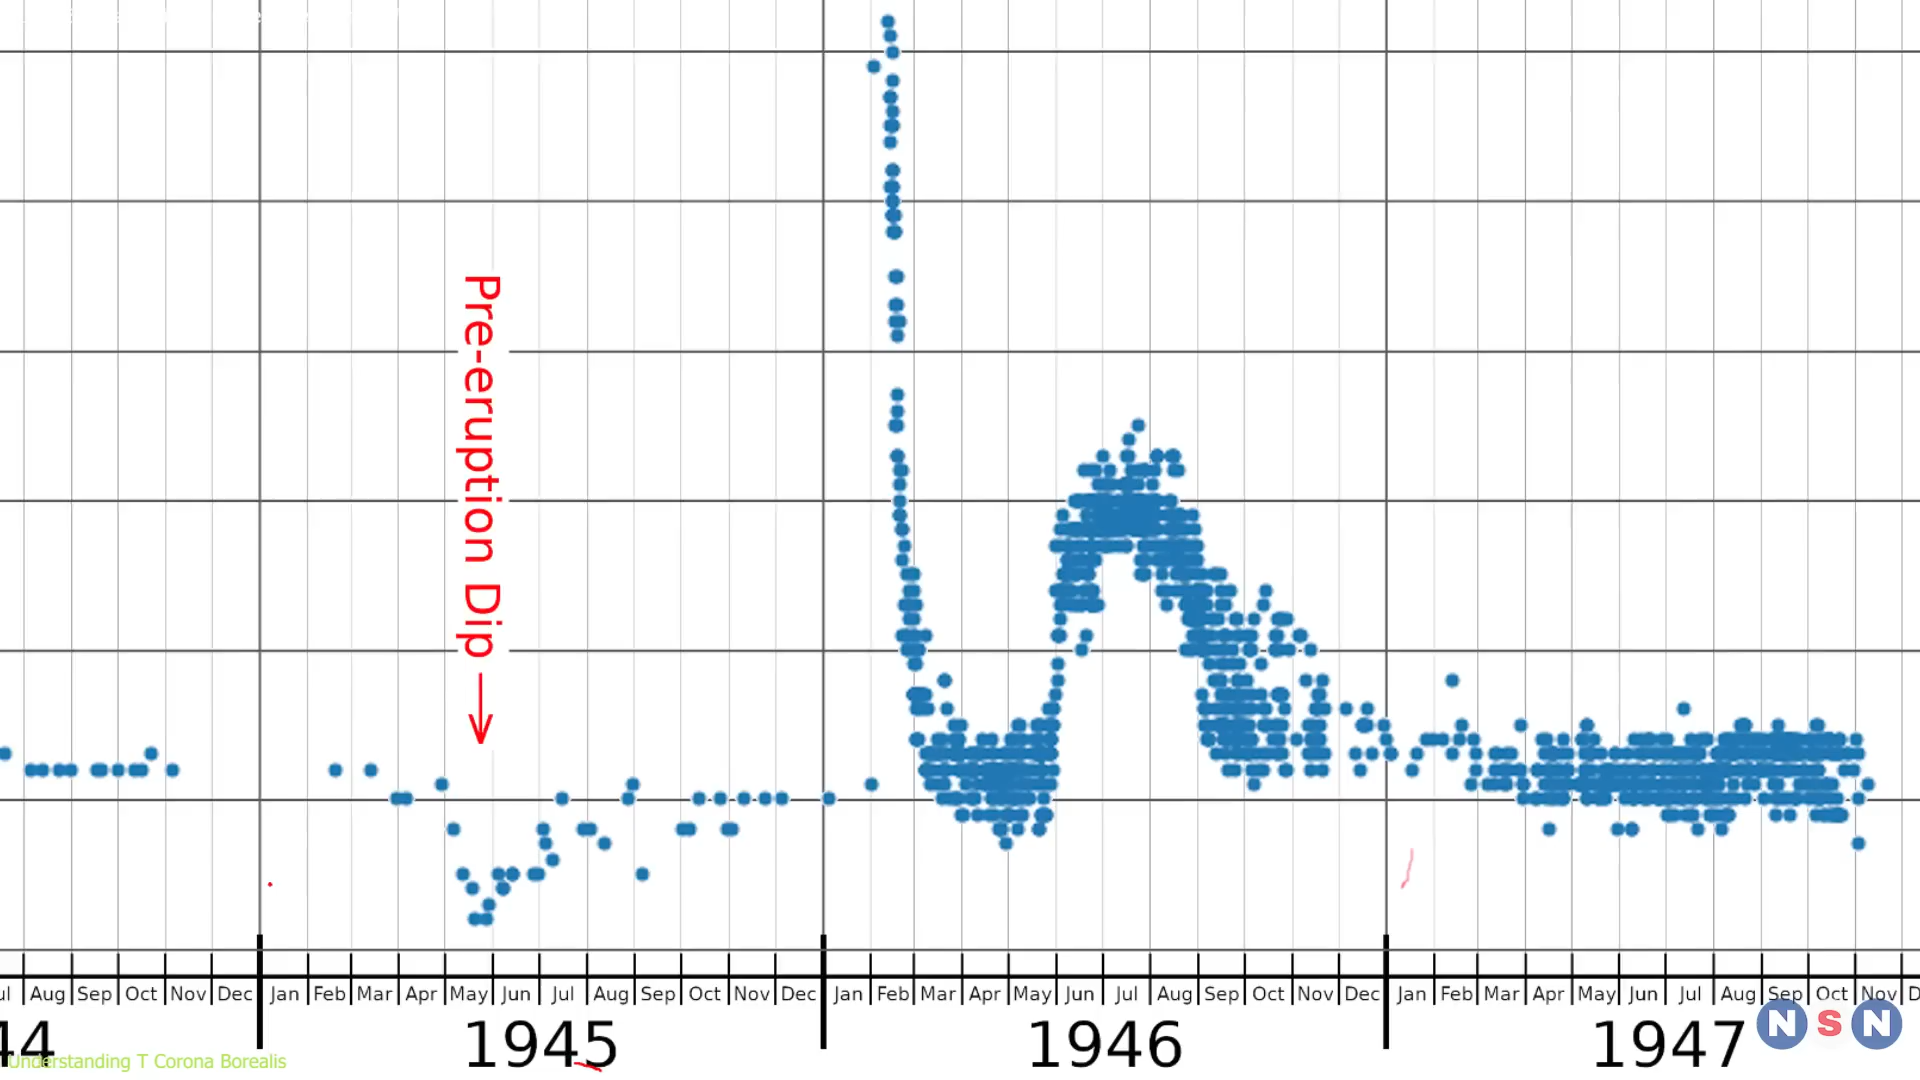 Pre-eruption Dip
ul Aug Sep Oct Nov Dec Jan Feb Mar Apr May Jun Jul Aug Sep Oct Nov Dec Jan Feb Mar Apr May Jun Jul Aug Sep Oct Nov Dec Jan Feb Mar Apr May Jun Jul Aug Sep Oct Nov D
44 1945 1946 1947
NSN
Understanding T Corona Borealis